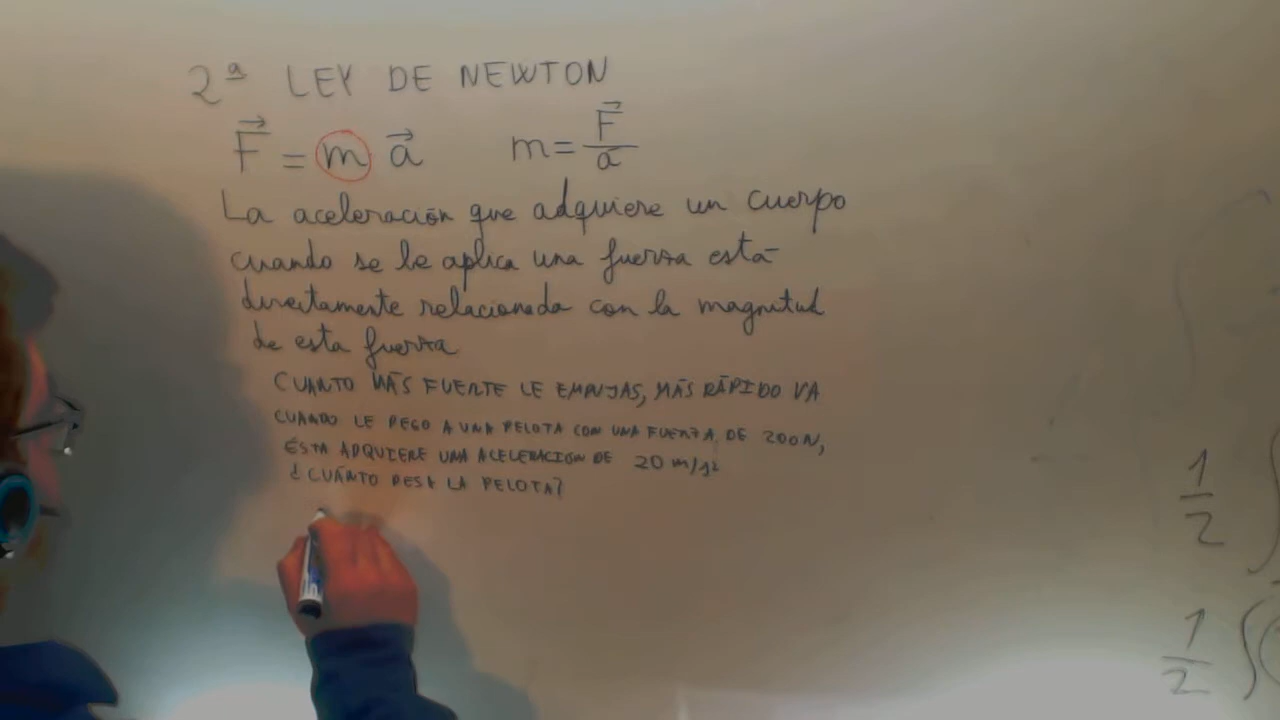 2ª LEY DE NEWTON
F = m a m = F / a
La aceleración que adquiere un cuerpo
cuando se le aplica una fuerza está
directamente relacionada con la magnitud
de esta fuerza
CUANTO MÁS FUERTE LE EMPUJAS, MÁS RÁPIDO VA
CUANDO LE PEGO A UNA PELOTA CON UNA FUERZA DE 200N,
ÉSTA ADQUIERE UNA ACELERACIÓN DE 20 m/s²
¿CUÁNTO PESA LA PELOTA?
1/2 ∫
1/2 ∫